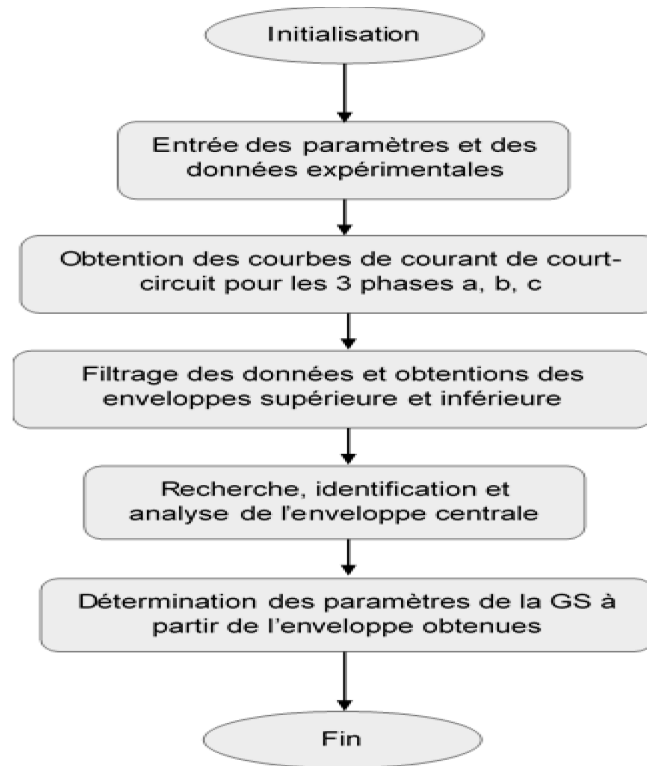 Initialisation
Entrée des paramètres et des
données expérimentales
Obtention des courbes de courant de court-
circuit pour les 3 phases a, b, c
Filtrage des données et obtentions des
enveloppes supérieure et inférieure
Recherche, identification et
analyse de l'enveloppe centrale
Détermination des paramètres de la GS à
partir de l'enveloppe obtenues
Fin